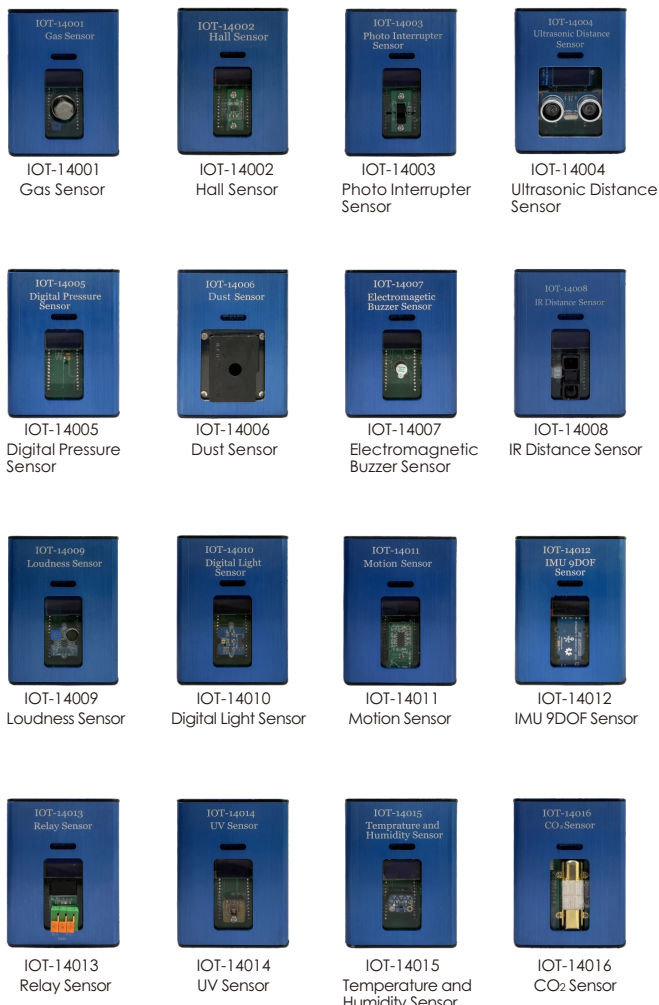 IOT-14001
Gas Sensor
IOT-14002
Hall Sensor
IOT-14003
Photo Interrupter
Sensor
IOT-14004
Ultrasonic Distance
Sensor
IOT-14001
Gas Sensor
IOT-14002
Hall Sensor
IOT-14003
Photo Interrupter
Sensor
IOT-14004
Ultrasonic Distance
Sensor
IOT-14005
Digital Pressure
Sensor
IOT-14006
Dust Sensor
IOT-14007
Electromagetic
Buzzer Sensor
IOT-14008
IR Distance Sensor
IOT-14005
Digital Pressure
Sensor
IOT-14006
Dust Sensor
IOT-14007
Electromagnetic
Buzzer Sensor
IOT-14008
IR Distance Sensor
IOT-14009
Loudness Sensor
IOT-14010
Digital Light
Sensor
IOT-14011
Motion Sensor
IOT-14012
IMU 9DOF
Sensor
IOT-14009
Loudness Sensor
IOT-14010
Digital Light Sensor
IOT-14011
Motion Sensor
IOT-14012
IMU 9DOF Sensor
IOT-14013
Relay Sensor
IOT-14014
UV Sensor
IOT-14015
Temprature and
Humidity Sensor
IOT-14016
CO₂ Sensor
IOT-14013
Relay Sensor
IOT-14014
UV Sensor
IOT-14015
Temperature and
Humidity Sensor
IOT-14016
CO₂ Sensor